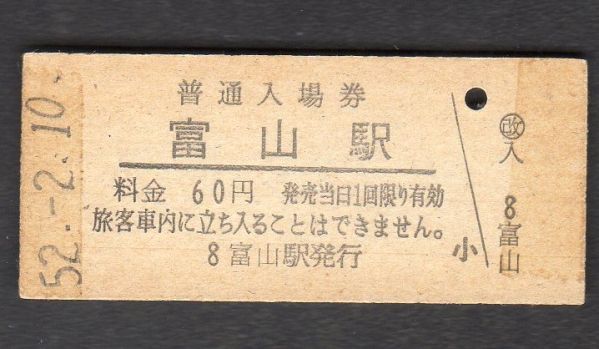 52.-2.10.
普通入場券
富山駅
料金 60円 発売当日1回限り有効
旅客車内に立ち入ることはできません。
8 富山駅発行
小
㊑入
8富山